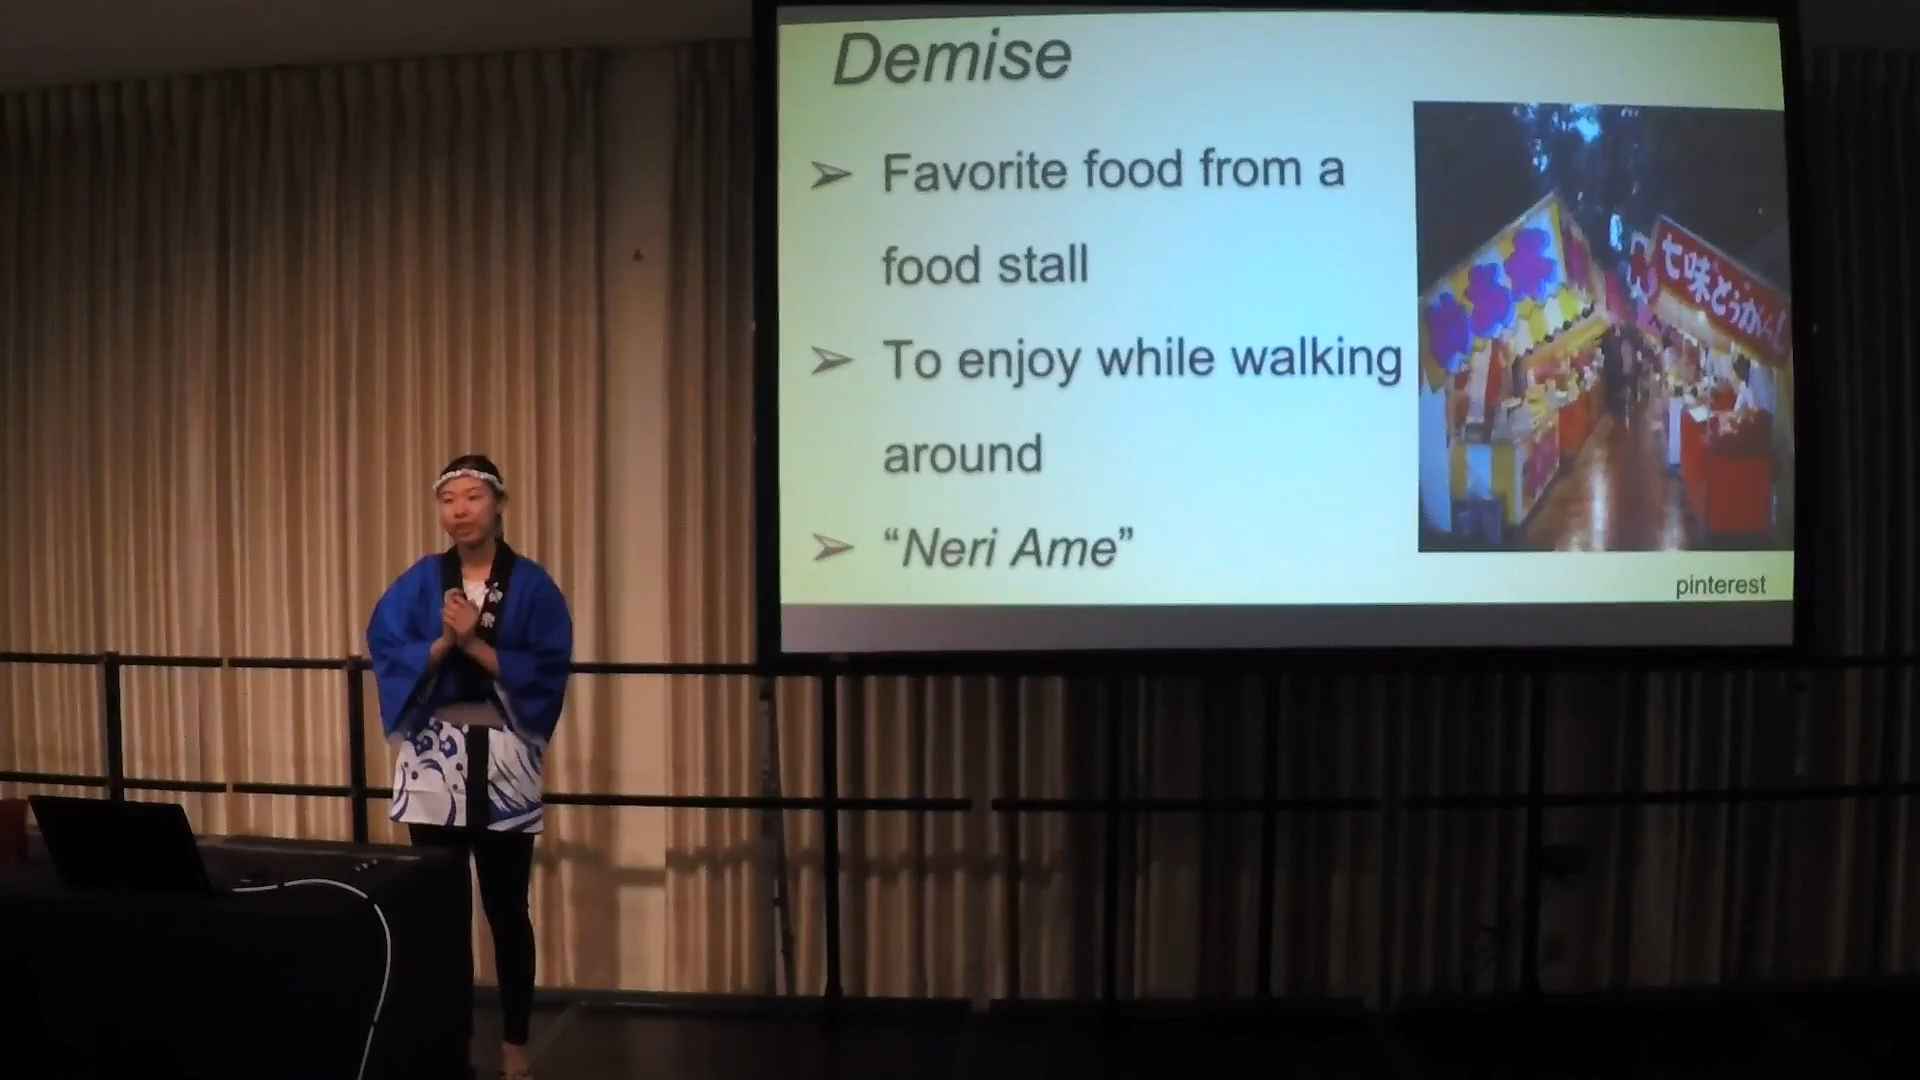 Demise
➢ Favorite food from a
food stall
➢ To enjoy while walking
around
➢ “Neri Ame”
七味とうがらし
pinterest